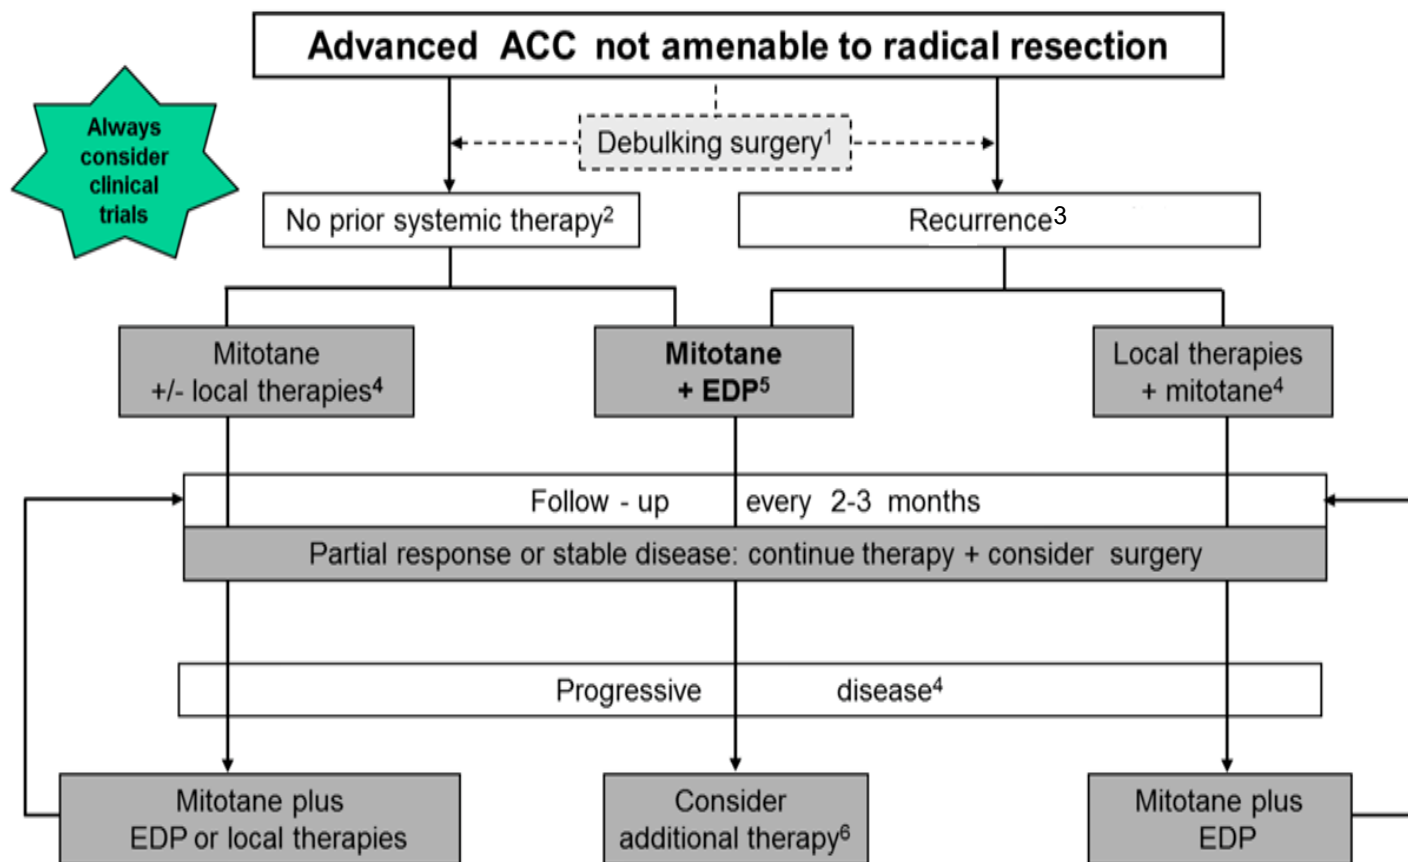 Advanced ACC not amenable to radical resection
Always
consider
clinical
trials
Debulking surgery¹
No prior systemic therapy²
Recurrence³
Mitotane
+/- local therapies⁴
Mitotane
+ EDP⁵
Local therapies
+ mitotane⁴
Follow - up every 2-3 months
Partial response or stable disease: continue therapy + consider surgery
Progressive disease⁴
Mitotane plus
EDP or local therapies
Consider
additional therapy⁶
Mitotane plus
EDP